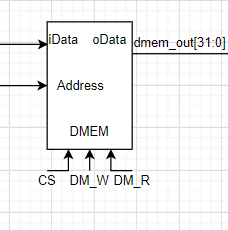 iData oData dmem_out[31:0]
Address
DMEM
CS DM_W DM_R